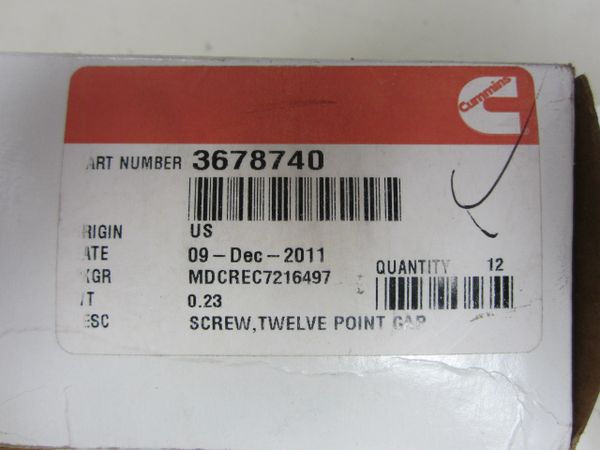 Cummins
ART NUMBER 3678740
RIGIN US
ATE 09-Dec-2011
KGR MDCREC7216497
QUANTITY 12
T 0.23
ESC SCREW,TWELVE POINT CAP